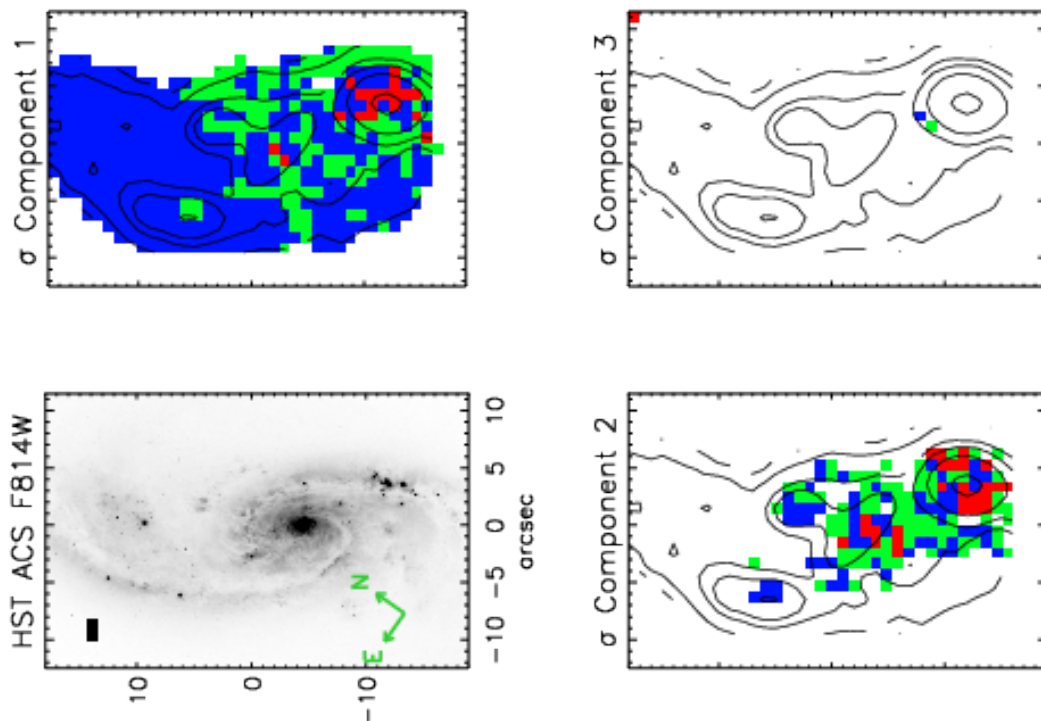 σ Component 1
σ Component 3
HST ACS F814W
σ Component 2
10
0
-10
-10
-5
0
5
10
arcsec
N
E